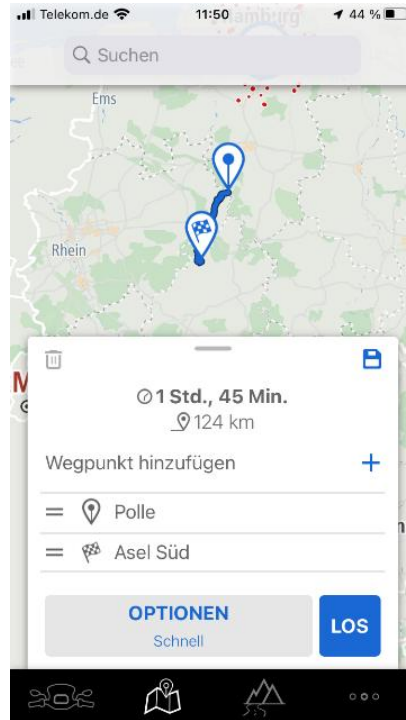 Telekom.de
11:50
44 %
Hamburg
Suchen
Ems
Rhein
M
1 Std., 45 Min.
124 km
Wegpunkt hinzufügen
+
Polle
n
Asel Süd
OPTIONEN
Schnell
LOS